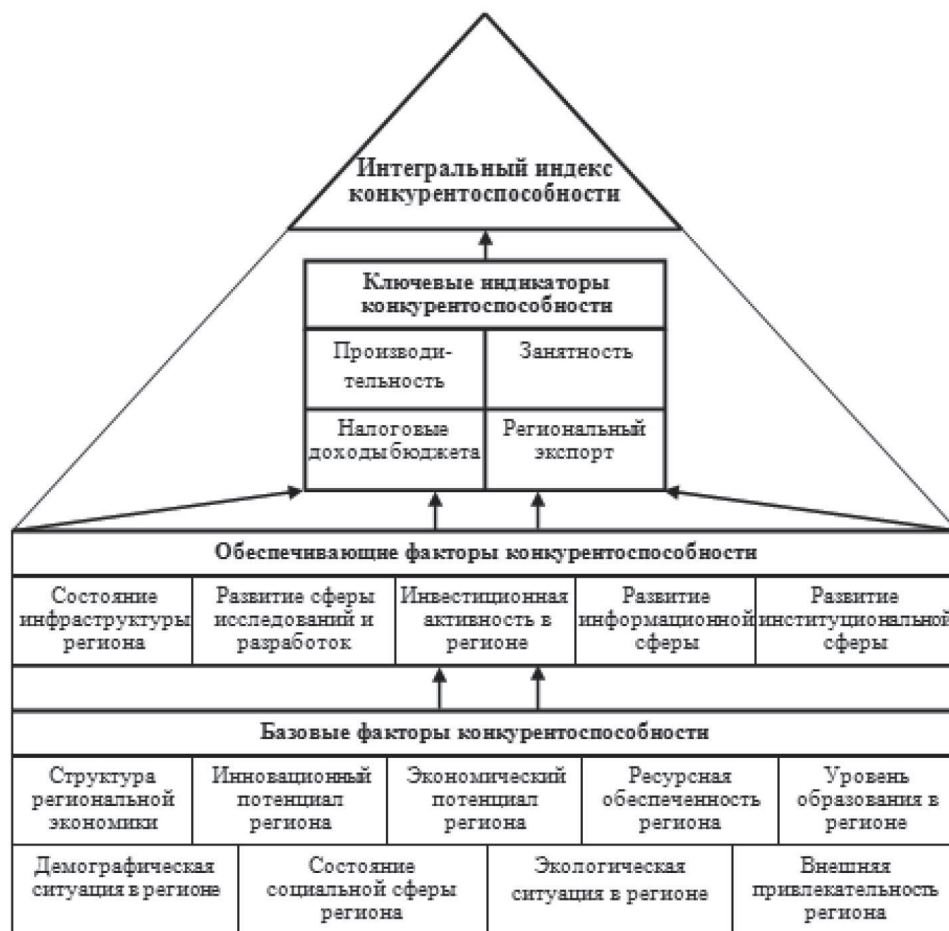 Интегральный индекс
конкурентоспособности
Ключевые индикаторы
конкурентоспособности
Производи-
тельность
Занятность
Налоговые
доходы бюджета
Региональный
экспорт
Обеспечивающие факторы конкурентоспособности
Состояние
инфраструктуры
региона
Развитие сферы
исследований и
разработок
Инвестиционная
активность в
регионе
Развитие
информационной
сферы
Развитие
институциональной
сферы
Базовые факторы конкурентоспособности
Структура
региональной
экономики
Инновационный
потенциал
региона
Экономический
потенциал
региона
Ресурсная
обеспеченность
региона
Уровень
образования в
регионе
Демографическая
ситуация в регионе
Состояние
социальной сферы
региона
Экологическая
ситуация в регионе
Внешняя
привлекательность
региона